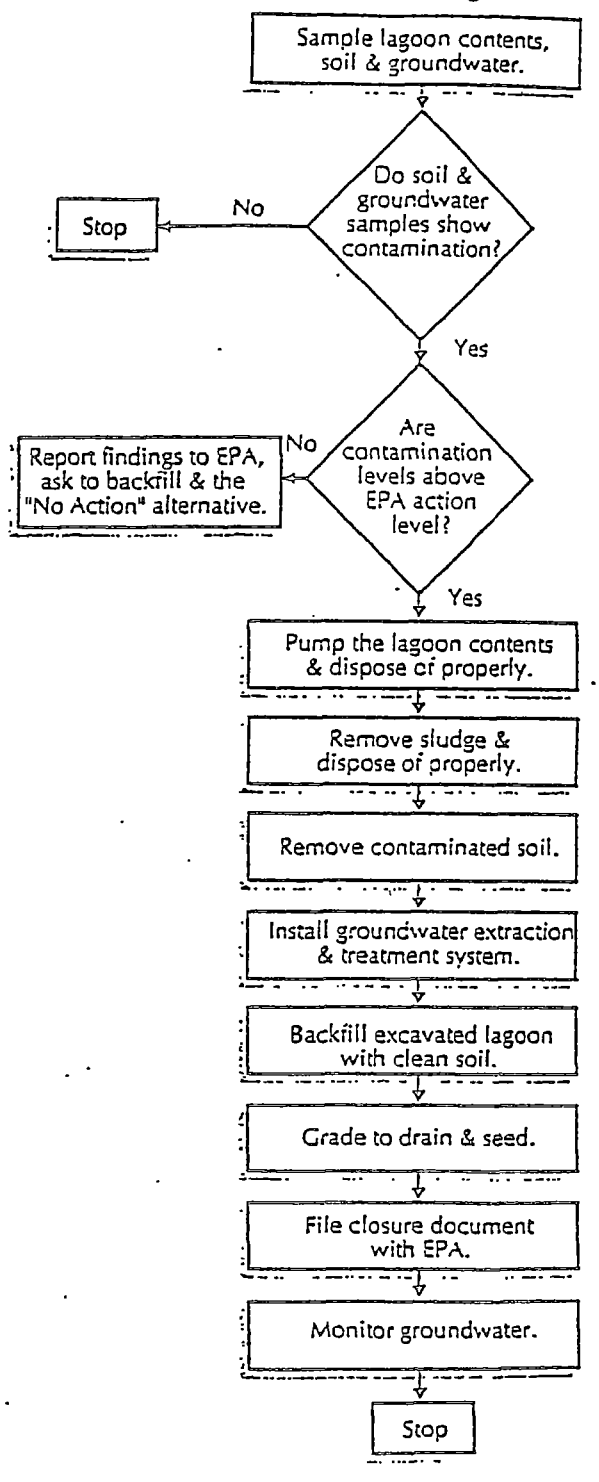 Sample lagoon contents,
soil & groundwater.
Do soil &
groundwater
samples show
contamination?
No
Stop
Yes
Are
contamination
levels above
EPA action
level?
No
Report findings to EPA,
ask to backfill & the
"No Action" alternative.
Yes
Pump the lagoon contents
& dispose of properly.
Remove sludge &
dispose of properly.
Remove contaminated soil.
Install groundwater extraction
& treatment system.
Backfill excavated lagoon
with clean soil.
Grade to drain & seed.
File closure document
with EPA.
Monitor groundwater.
Stop